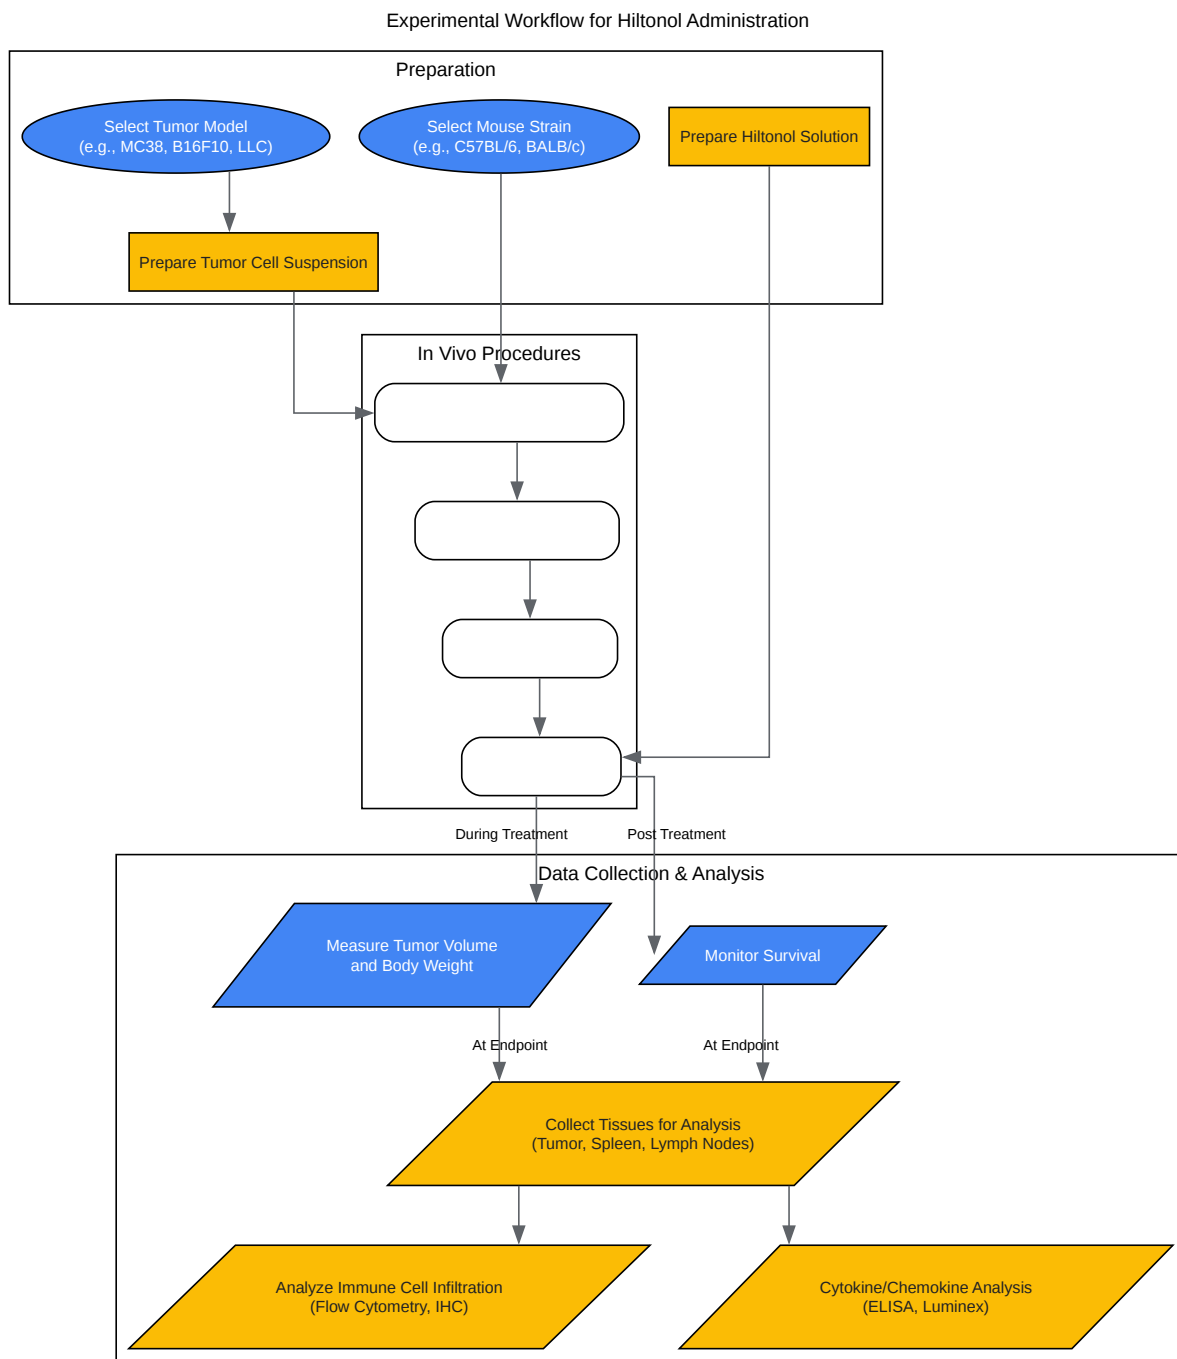 Experimental Workflow for Hiltonol Administration
Preparation
Select Tumor Model
(e.g., MC38, B16F10, LLC)
Select Mouse Strain
(e.g., C57BL/6, BALB/c)
Prepare Hiltonol Solution
Prepare Tumor Cell Suspension
In Vivo Procedures
During Treatment
Post Treatment
Data Collection & Analysis
Measure Tumor Volume
and Body Weight
Monitor Survival
At Endpoint
At Endpoint
Collect Tissues for Analysis
(Tumor, Spleen, Lymph Nodes)
Analyze Immune Cell Infiltration
(Flow Cytometry, IHC)
Cytokine/Chemokine Analysis
(ELISA, Luminex)